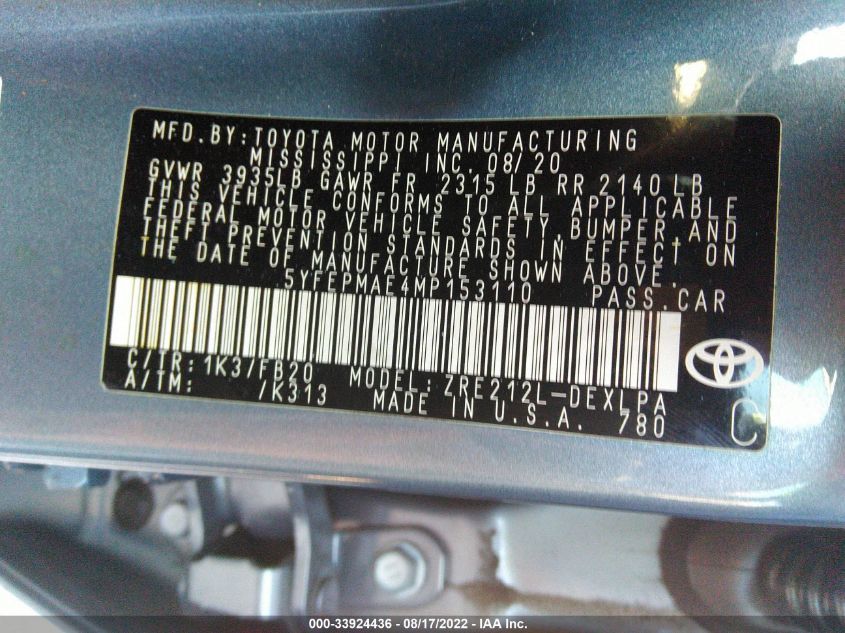 MFD.BY:TOYOTA MOTOR MANUFACTURING
MISSISSIPPI INC. 08/20
GVWR 3935LB GAWR FR 2315 LB RR 2140 LB
THIS VEHICLE CONFORMS TO ALL APPLICABLE
FEDERAL MOTOR VEHICLE SAFETY,BUMPER,AND
THEFT PREVENTION STANDARDS IN EFFECT ON
THE DATE OF MANUFACTURE SHOWN ABOVE.
5YFEPMAE4MP153110 PASS.CAR
C/TR:1K3/FB20 MODEL:ZRE212L-DEXLPA
A/TM: /K313 MADE IN U.S.A. 780
C
000-33924436 - 08/17/2022 - IAA Inc.